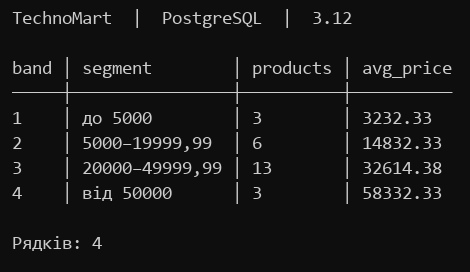 TechnoMart | PostgreSQL | 3.12
band | segment | products | avg_price
1 | до 5000 | 3 | 3232.33
2 | 5000–19999,99 | 6 | 14832.33
3 | 20000–49999,99 | 13 | 32614.38
4 | від 50000 | 3 | 58332.33
Рядків: 4